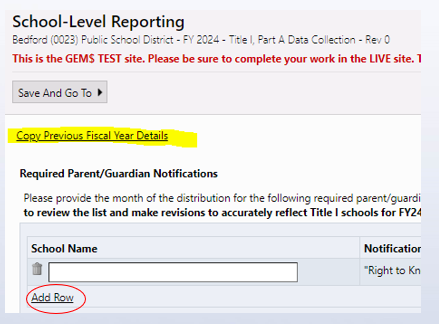 School-Level Reporting
Bedford (0023) Public School District - FY 2024 - Title I, Part A Data Collection - Rev 0
This is the GEM$ TEST site. Please be sure to complete your work in the LIVE site.
Save And Go To
Copy Previous Fiscal Year Details
Required Parent/Guardian Notifications
Please provide the month of the distribution for the following required parent/guardi
to review the list and make revisions to accurately reflect Title I schools for FY24
School Name Notification
"Right to Kn
Add Row